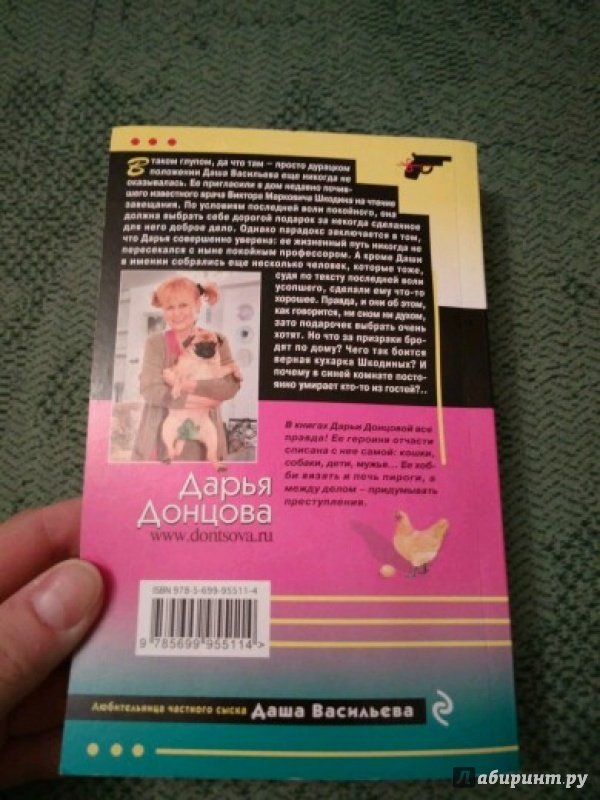 В таком глупом, да что там – просто дурацком
положении Даша Васильева еще никогда не
оказывалась. Ее пригласили в дом недавно почив-
шего известного врача Виктора Марковича Шкодина на чтение
завещания. По условиям последней воли покойного, она
должна выбрать себе дорогой подарок за некогда сделанное
для него доброе дело. Однако парадокс заключается в том,
что Дарья совершенно уверена: ее жизненный путь никогда не
пересекался с ныне покойным профессором. А кроме Даши
в имении собрались еще несколько человек, которые тоже,
судя по тексту последней воли
усопшего, сделали ему что-то
хорошее. Правда, и они об этом,
как говорится, ни сном ни духом,
зато подарочек выбрать очень
хотят. Но что за призраки бро-
дят по дому? Чего так боится
верная кухарка Шкодиных? И
почему в синей комнате посто-
янно умирает кто-то из гостей?..
В книгах Дарьи Донцовой все
правда! Ее героиня отчасти
списана с нее самой: кошки,
собаки, дети, мужья... Ее хоб-
би вязать и печь пироги, а
между делом – придумывать
преступления.
Дарья
Донцова
www.dontsova.ru
ISBN 978-5-699-95511-4
9 785699 955114 >
Любительница частного сыска Даша Васильева
Лабиринт.ру